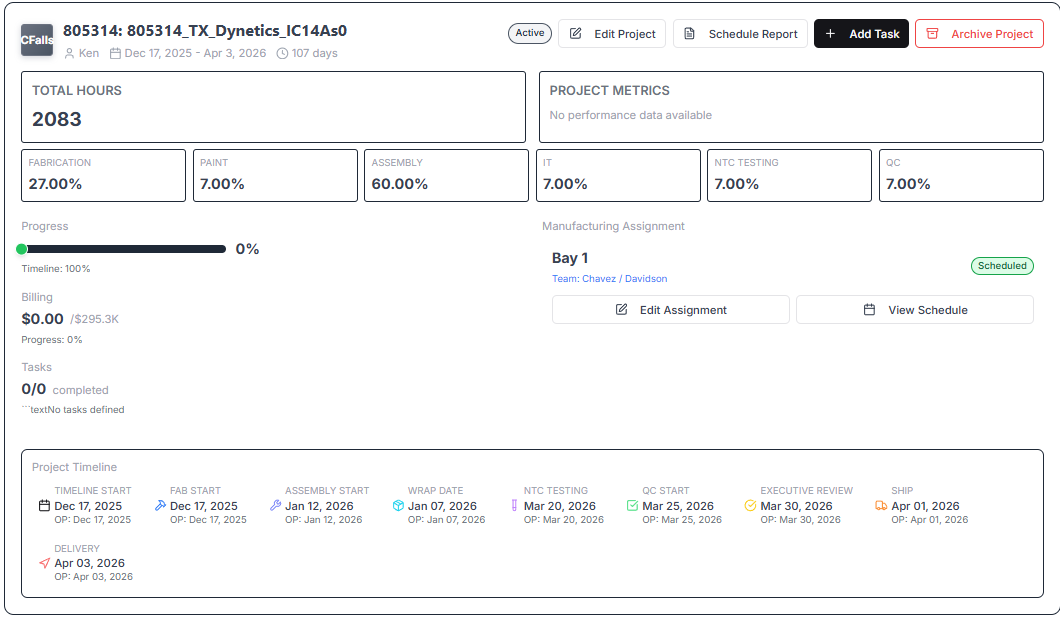 CFalls
805314: 805314_TX_Dynetics_IC14As0
Ken Dec 17, 2025 - Apr 3, 2026 107 days
Active
Edit Project
Schedule Report
+ Add Task
Archive Project
TOTAL HOURS
2083
PROJECT METRICS
No performance data available
FABRICATION
27.00%
PAINT
7.00%
ASSEMBLY
60.00%
IT
7.00%
NTC TESTING
7.00%
QC
7.00%
Progress
0%
Timeline: 100%
Billing
$0.00 /$295.3K
Progress: 0%
Tasks
0/0 completed
```textNo tasks defined
Manufacturing Assignment
Bay 1
Team: Chavez / Davidson
Scheduled
Edit Assignment
View Schedule
Project Timeline
TIMELINE START
Dec 17, 2025
OP: Dec 17, 2025
FAB START
Dec 17, 2025
OP: Dec 17, 2025
ASSEMBLY START
Jan 12, 2026
OP: Jan 12, 2026
WRAP DATE
Jan 07, 2026
OP: Jan 07, 2026
NTC TESTING
Mar 20, 2026
OP: Mar 20, 2026
QC START
Mar 25, 2026
OP: Mar 25, 2026
EXECUTIVE REVIEW
Mar 30, 2026
OP: Mar 30, 2026
SHIP
Apr 01, 2026
OP: Apr 01, 2026
DELIVERY
Apr 03, 2026
OP: Apr 03, 2026